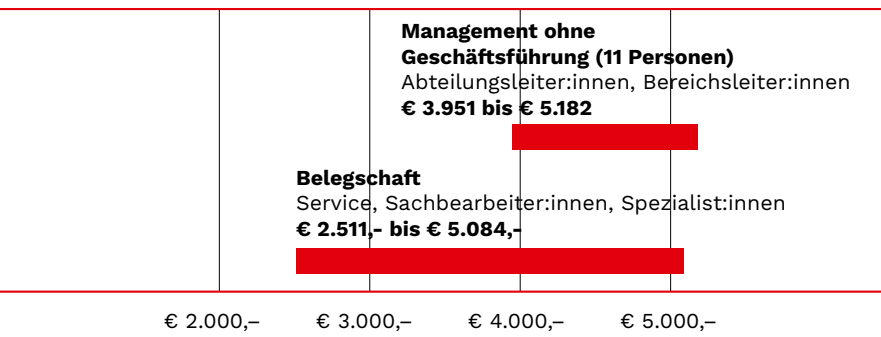 Management ohne
Geschäftsführung (11 Personen)
Abteilungsleiter:innen, Bereichsleiter:innen
€ 3.951 bis € 5.182
Belegschaft
Service, Sachbearbeiter:innen, Spezialist:innen
€ 2.511,- bis € 5.084,-
€ 2.000,– € 3.000,– € 4.000,– € 5.000,–